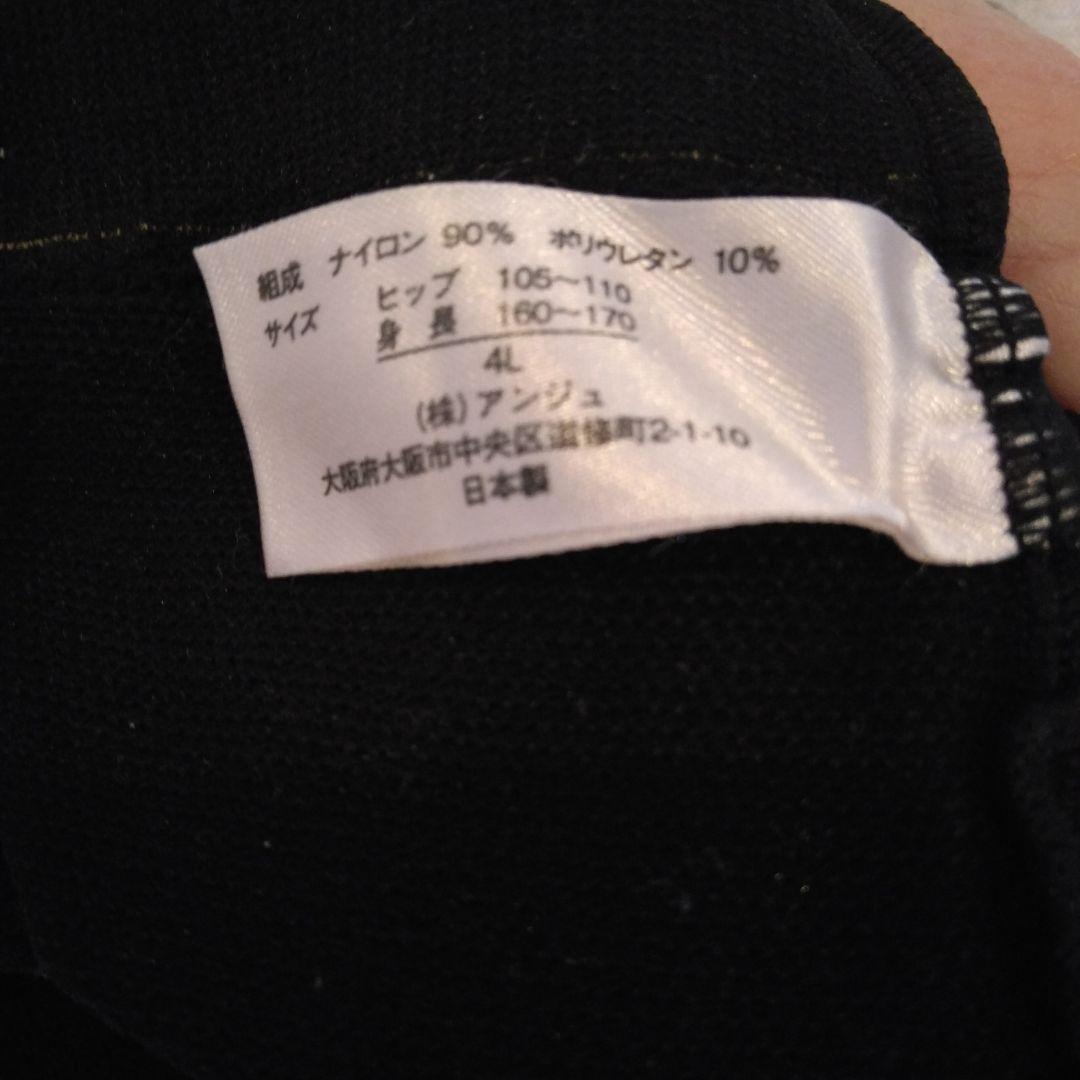 組成 ナイロン 90% ポリウレタン 10%
サイズ ヒップ 105～110
身長 160～170
4L
(株)アンジュ
大阪府大阪市中央区道修町2-1-10
日本製